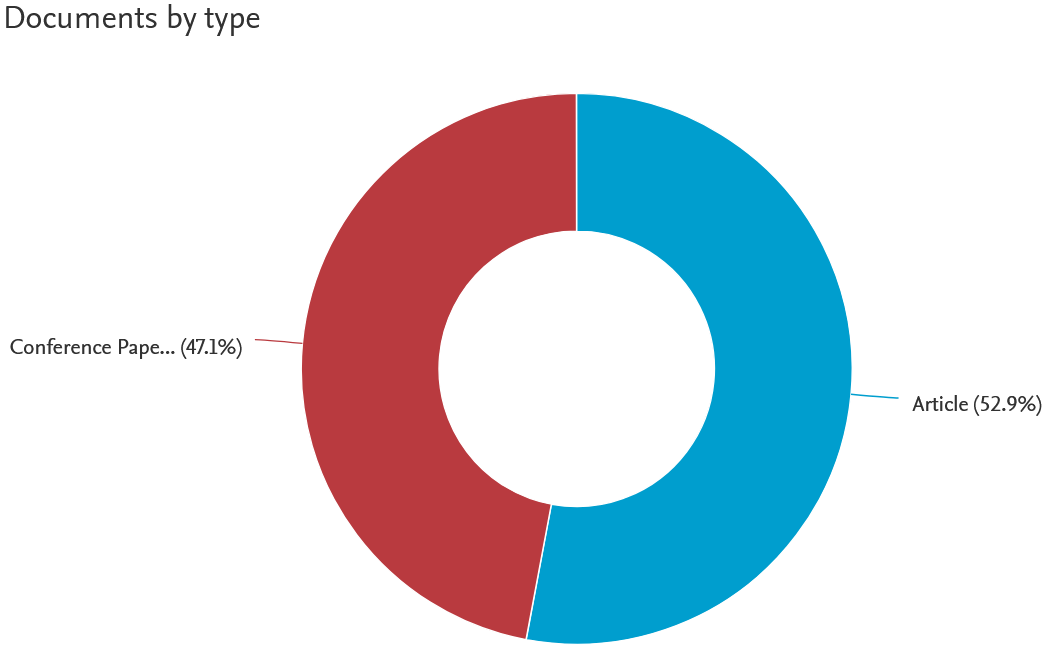 Documents by type
Conference Pape... (47.1%)
Article (52.9%)